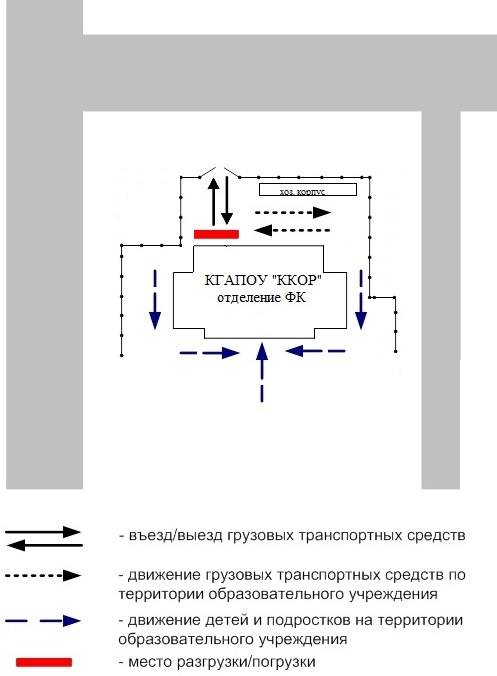 хоз. корпус
КГАПОУ "ККОР"
отделение ФК
- въезд/выезд грузовых транспортных средств
- движение грузовых транспортных средств по
территории образовательного учреждения
- движение детей и подростков на территории
образовательного учреждения
- место разгрузки/погрузки